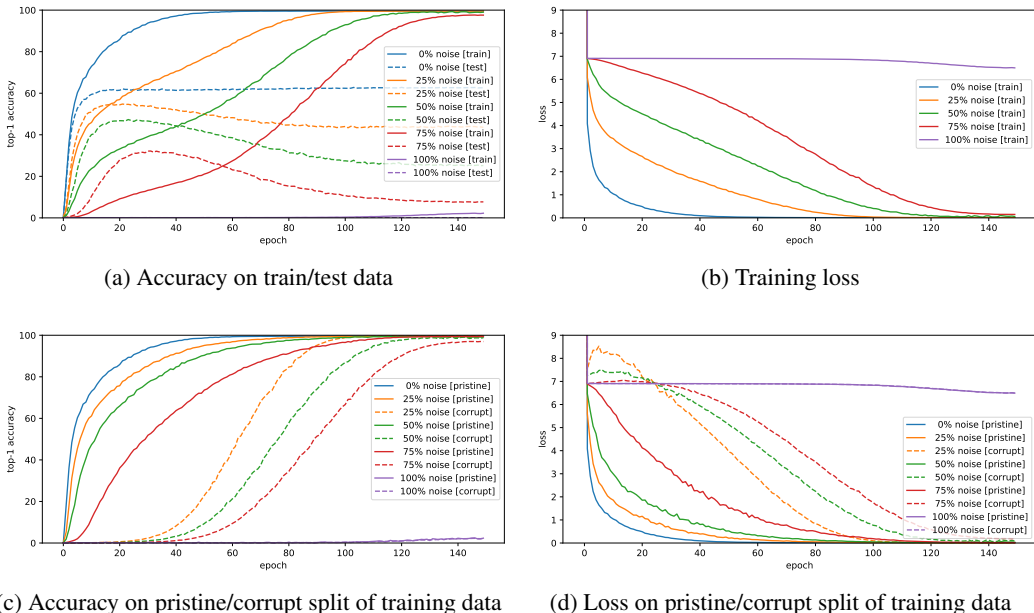 100
80
60
40
20
0
top-1 accuracy
0 20 40 60 80 100 120 140
epoch
0% noise [train]
0% noise [test]
25% noise [train]
25% noise [test]
50% noise [train]
50% noise [test]
75% noise [train]
75% noise [test]
100% noise [train]
100% noise [test]
(a) Accuracy on train/test data
9
8
7
6
5
4
3
2
1
0
loss
0 20 40 60 80 100 120 140
epoch
0% noise [train]
25% noise [train]
50% noise [train]
75% noise [train]
100% noise [train]
(b) Training loss
100
80
60
40
20
0
top-1 accuracy
0 20 40 60 80 100 120 140
epoch
0% noise [pristine]
25% noise [pristine]
25% noise [corrupt]
50% noise [pristine]
50% noise [corrupt]
75% noise [pristine]
75% noise [corrupt]
100% noise [pristine]
100% noise [corrupt]
(c) Accuracy on pristine/corrupt split of training data
9
8
7
6
5
4
3
2
1
0
loss
0 20 40 60 80 100 120 140
epoch
0% noise [pristine]
25% noise [pristine]
25% noise [corrupt]
50% noise [pristine]
50% noise [corrupt]
75% noise [pristine]
75% noise [corrupt]
100% noise [pristine]
100% noise [corrupt]
(d) Loss on pristine/corrupt split of training data